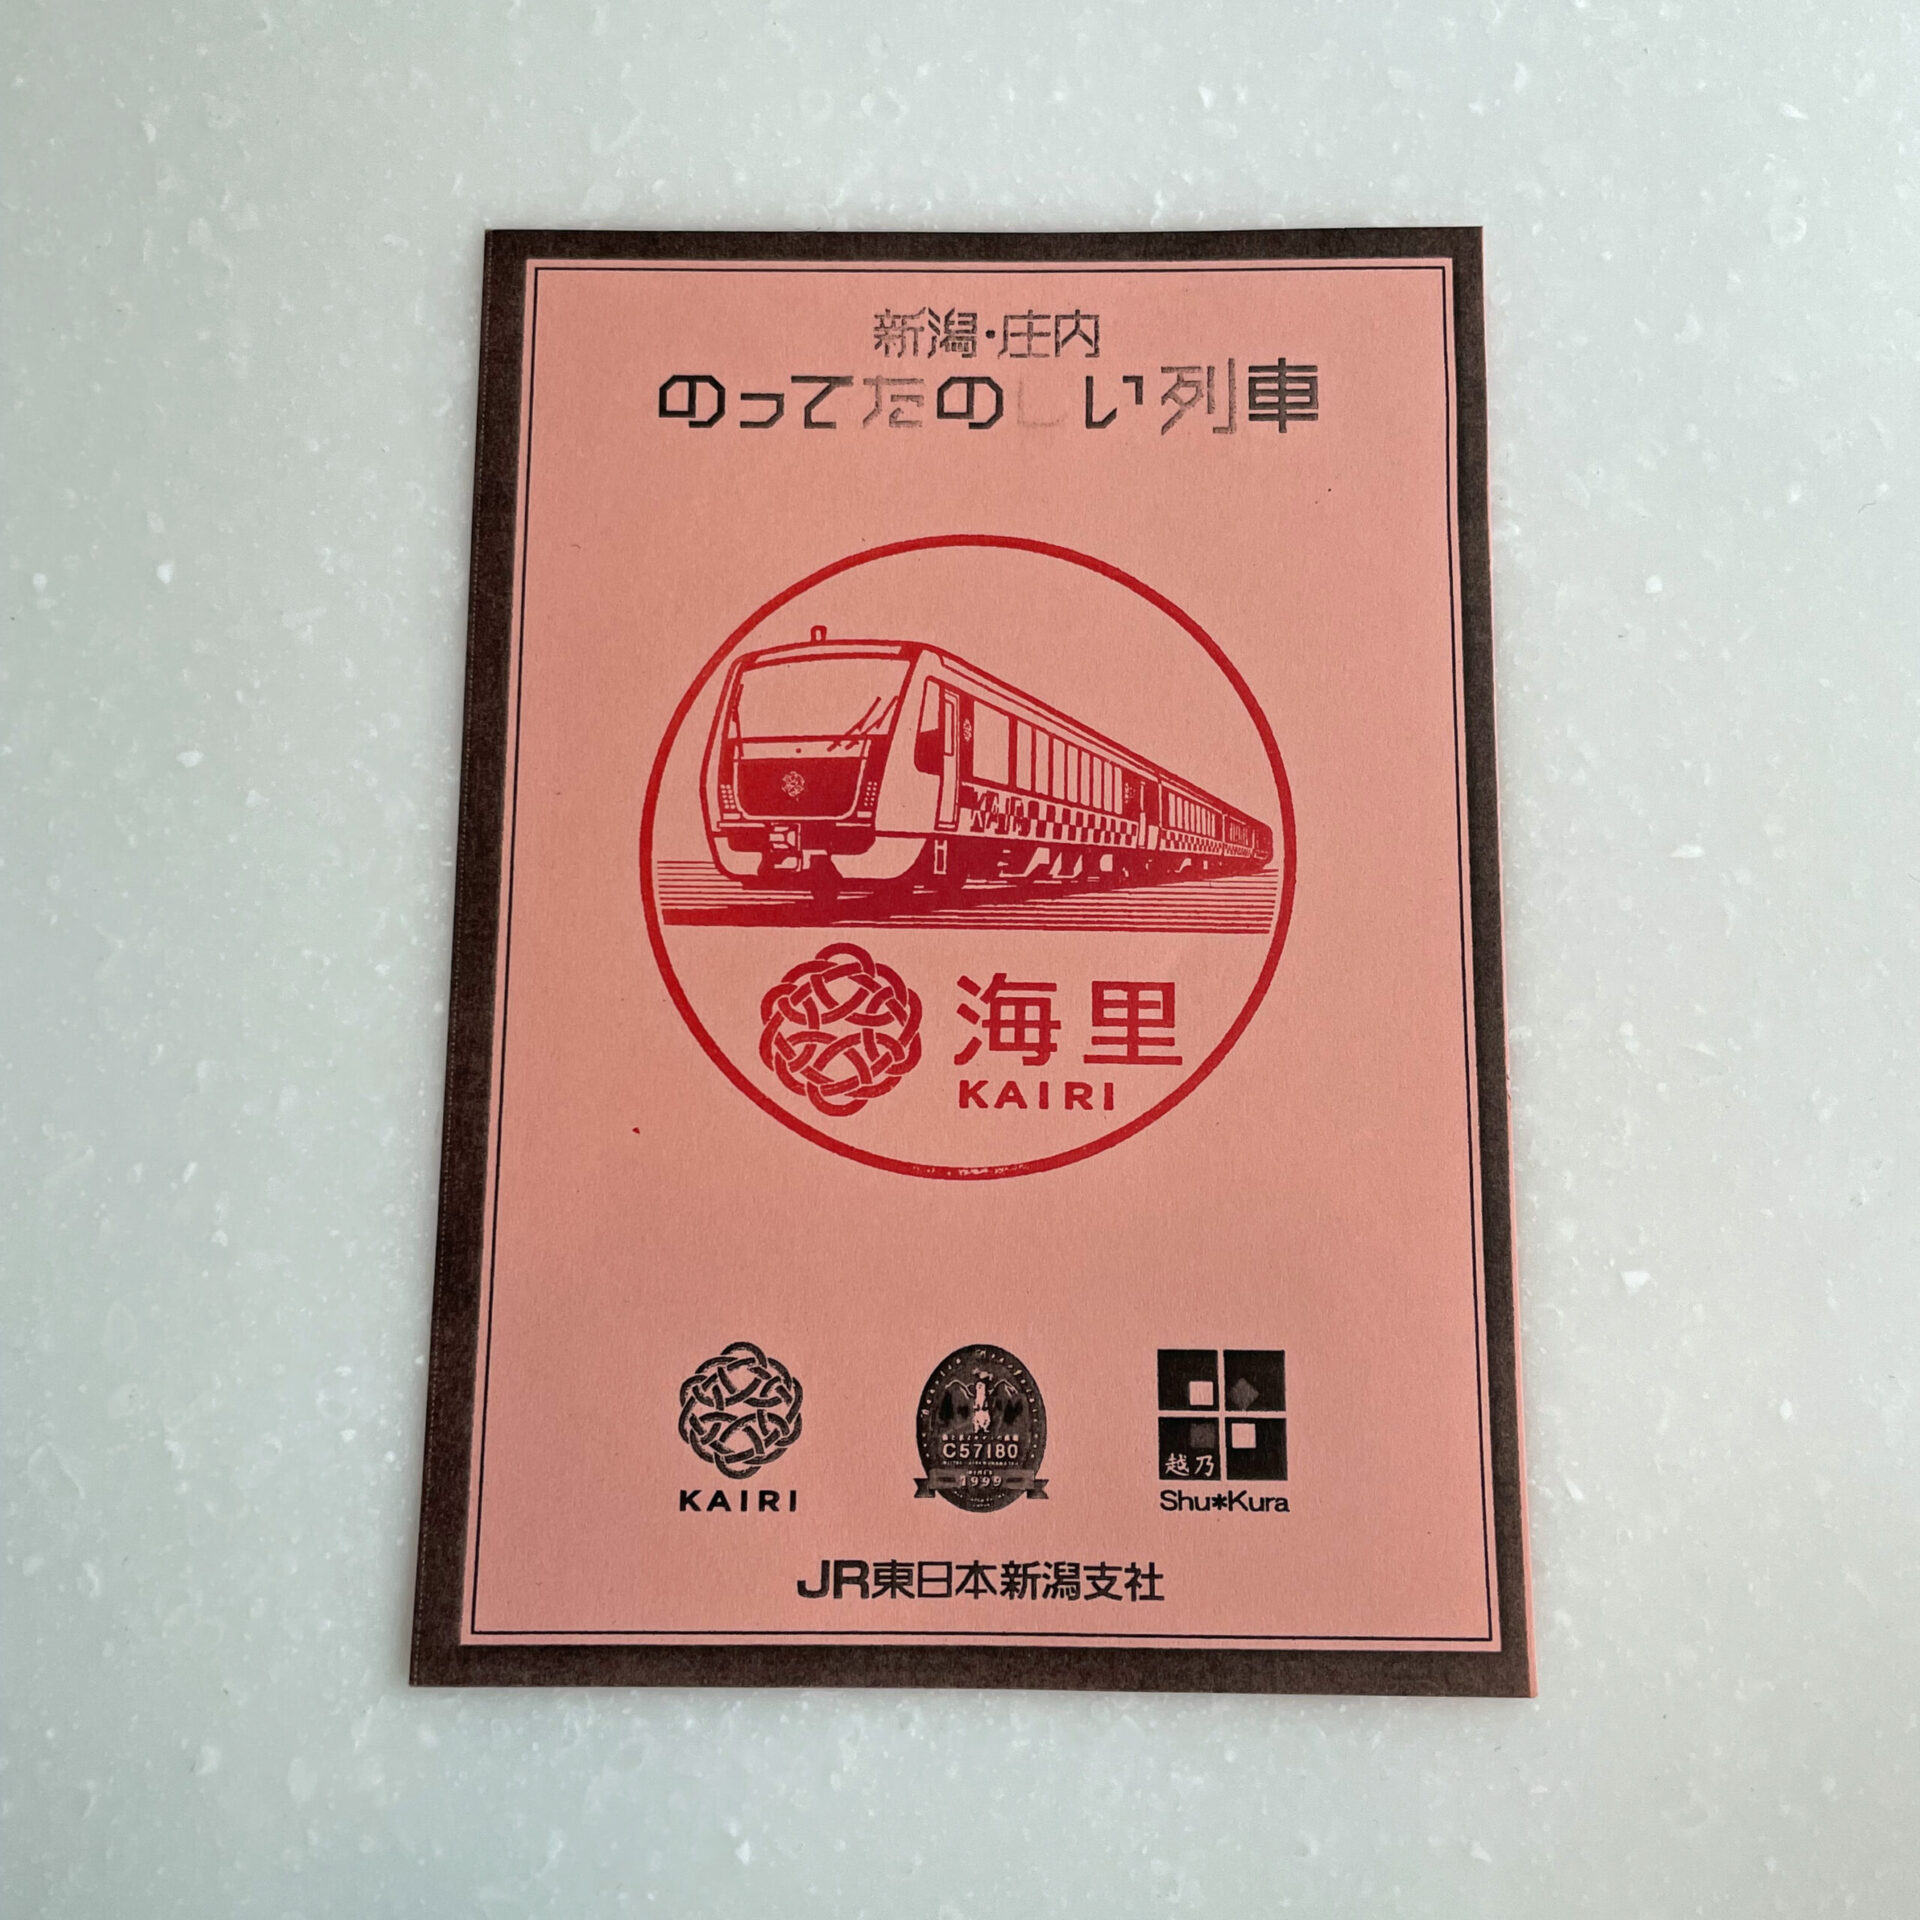 新潟・庄内
のってたのしい列車
海里
KAIRI
KAIRI
C57180
1999
越乃
Shu*Kura
JR東日本新潟支社